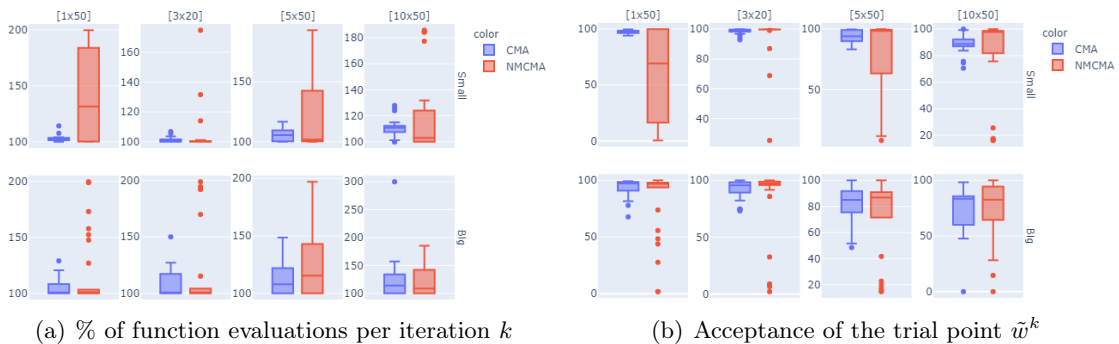 [1x50] [3x20] [5x50] [10x50]
200 160 180 180
150 140 150 160
120 140
120
100 100 100 100
color
CMA
NMCMA
Small
200 200 200 300
250
150 150 150 200
150
100 100 100 100
Big
(a) % of function evaluations per iteration k
[1x50] [3x20] [5x50] [10x50]
100 100 100 100
80 80
50 60 50 60
40 40
20
0
color
CMA
NMCMA
Small
100 100 100 100
80
50 50 60 50
40
20
0 0 0 0
Big
(b) Acceptance of the trial point w̃ᵏ